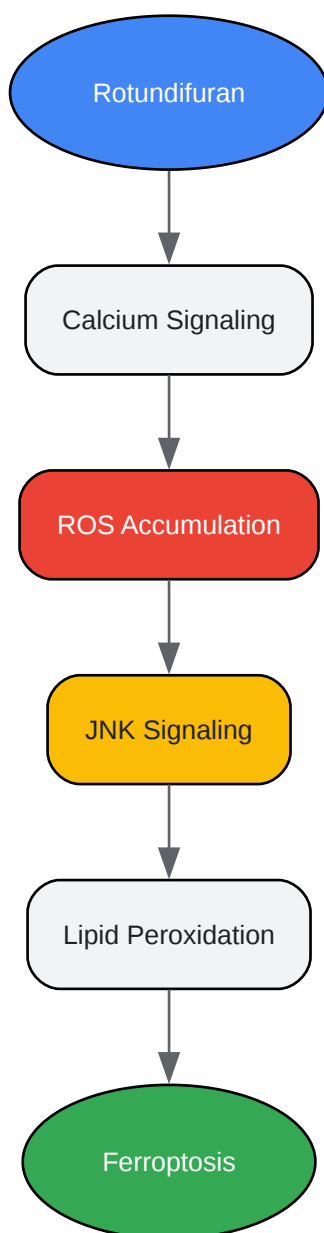 Rotundifuran
Calcium Signaling
ROS Accumulation
JNK Signaling
Lipid Peroxidation
Ferroptosis